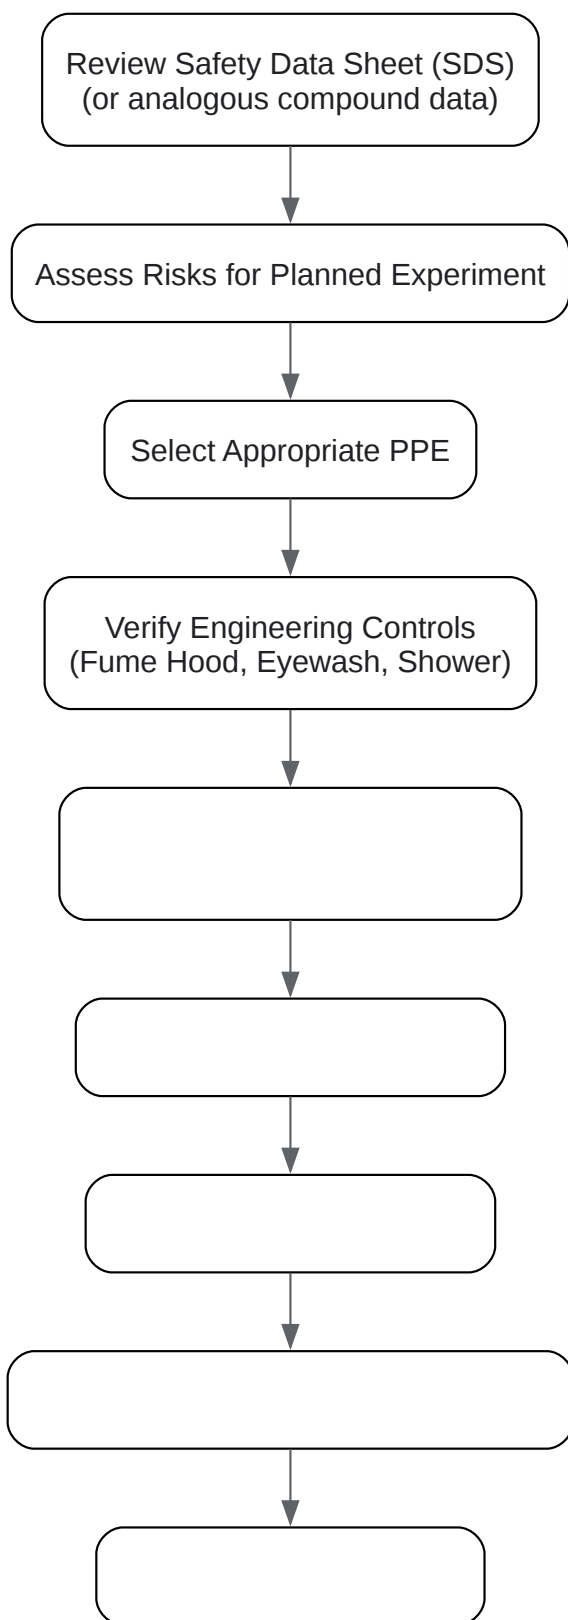 Review Safety Data Sheet (SDS)
(or analogous compound data)
Assess Risks for Planned Experiment
Select Appropriate PPE
Verify Engineering Controls
(Fume Hood, Eyewash, Shower)